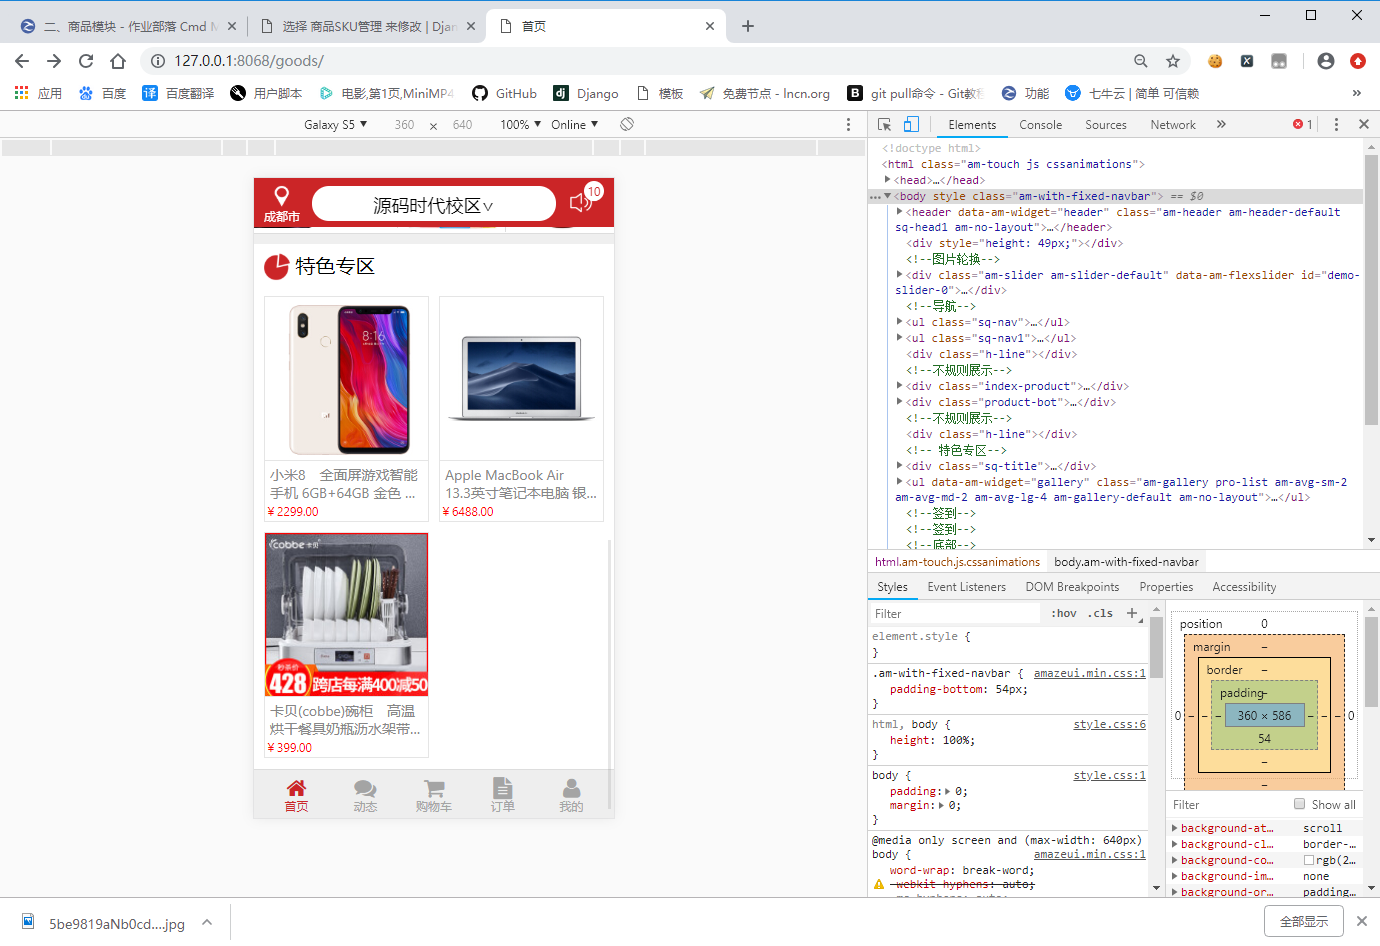 二、商品模块 - 作业部落 Cmd M
选择 商品SKU管理 来修改 | Djan
首页
127.0.0.1:8068/goods/
应用
百度
百度翻译
用户脚本
电影,第1页,MiniMP4
GitHub
Django
模板
免费节点 - lncn.org
git pull命令 - Git教程
功能
七牛云 | 简单 可信赖
»
Galaxy S5 ▼ 360 × 640 100% ▼ Online ▼
Elements Console Sources Network » 1
成都市
源码时代校区∨
10
特色专区
8:16
小米8 全面屏游戏智能
手机 6GB+64GB 金色 ...
¥ 2299.00
Apple MacBook Air
13.3英寸笔记本电脑 银...
¥ 6488.00
cobbe 卡贝
秒杀价
428
跨店每满400减50
卡贝(cobbe)碗柜 高温
烘干餐具奶瓶沥水架带...
¥ 399.00
首页
动态
购物车
订单
我的
<!doctype html>
<html class="am-touch js cssanimations">
<head>…</head>
<body style class="am-with-fixed-navbar"> == $0
<header data-am-widget="header" class="am-header am-header-default
sq-head1 am-no-layout">…</header>
<div style="height: 49px;"></div>
<!--图片轮换-->
<div class="am-slider am-slider-default" data-am-flexslider id="demo-
slider-0">…</div>
<!--导航-->
<ul class="sq-nav">…</ul>
<ul class="sq-nav1">…</ul>
<div class="h-line"></div>
<!--不规则展示-->
<div class="index-product">…</div>
<div class="product-bot">…</div>
<!--不规则展示-->
<div class="h-line"></div>
<!-- 特色专区-->
<div class="sq-title">…</div>
<ul data-am-widget="gallery" class="am-gallery pro-list am-avg-sm-2
am-avg-md-2 am-avg-lg-4 am-gallery-default am-no-layout">…</ul>
<!--签到-->
<!--签到-->
<!--底部-->
html.am-touch.js.cssanimations body.am-with-fixed-navbar
Styles Event Listeners DOM Breakpoints Properties Accessibility
Filter :hov .cls +
element.style {
}
.am-with-fixed-navbar { amazeui.min.css:1
padding-bottom: 54px;
}
html, body { style.css:6
height: 100%;
}
body { style.css:1
padding: 0;
margin: 0;
}
@media only screen and (max-width: 640px)
body { amazeui.min.css:1
word-wrap: break-word;
-webkit-hyphens: auto;
-ms-hyphens: auto;
position 0
margin –
border –
padding –
0 – – – 360 × 586 – – – 0
54
–
–
Filter Show all
background-at… scroll
background-cl… border-…
background-co… rgb(2…
background-im… none
background-or… padding…
5be9819aNb0cd....jpg
全部显示